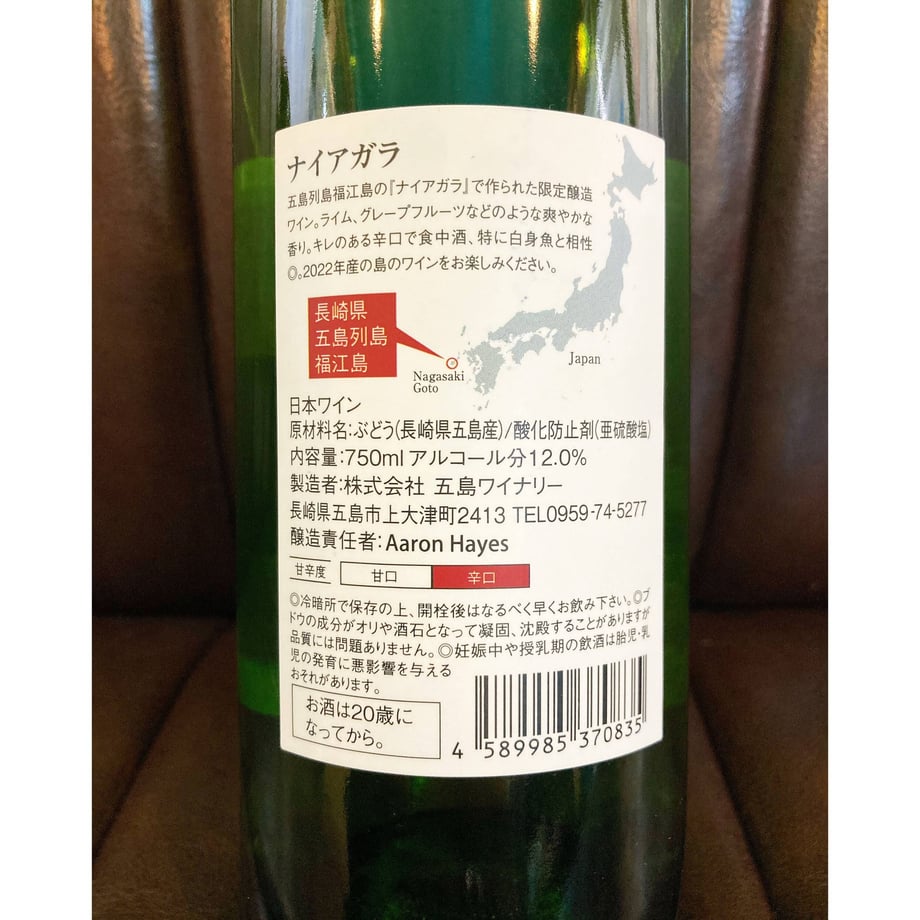 ナイアガラ
五島列島福江島の『ナイアガラ』で作られた限定醸造
ワイン。ライム、グレープフルーツなどのような爽やかな
香り。キレのある辛口で食中酒、特に白身魚と相性
◎。2022年産の島のワインをお楽しみください。
長崎県
五島列島
福江島
Nagasaki
Goto
Japan
日本ワイン
原材料名:ぶどう(長崎県五島産)/酸化防止剤(亜硫酸塩)
内容量:750ml アルコール分12.0%
製造者:株式会社 五島ワイナリー
長崎県五島市上大津町2413 TEL0959-74-5277
醸造責任者:Aaron Hayes
甘辛度 甘口 辛口
◎冷暗所で保存の上、開栓後はなるべく早くお飲み下さい。◎ブ
ドウの成分がオリや酒石となって凝固、沈殿することがありますが
品質には問題ありません。◎妊娠中や授乳期の飲酒は胎児・乳
児の発育に悪影響を与える
おそれがあります。
お酒は20歳に
なってから。
4 589985 370835